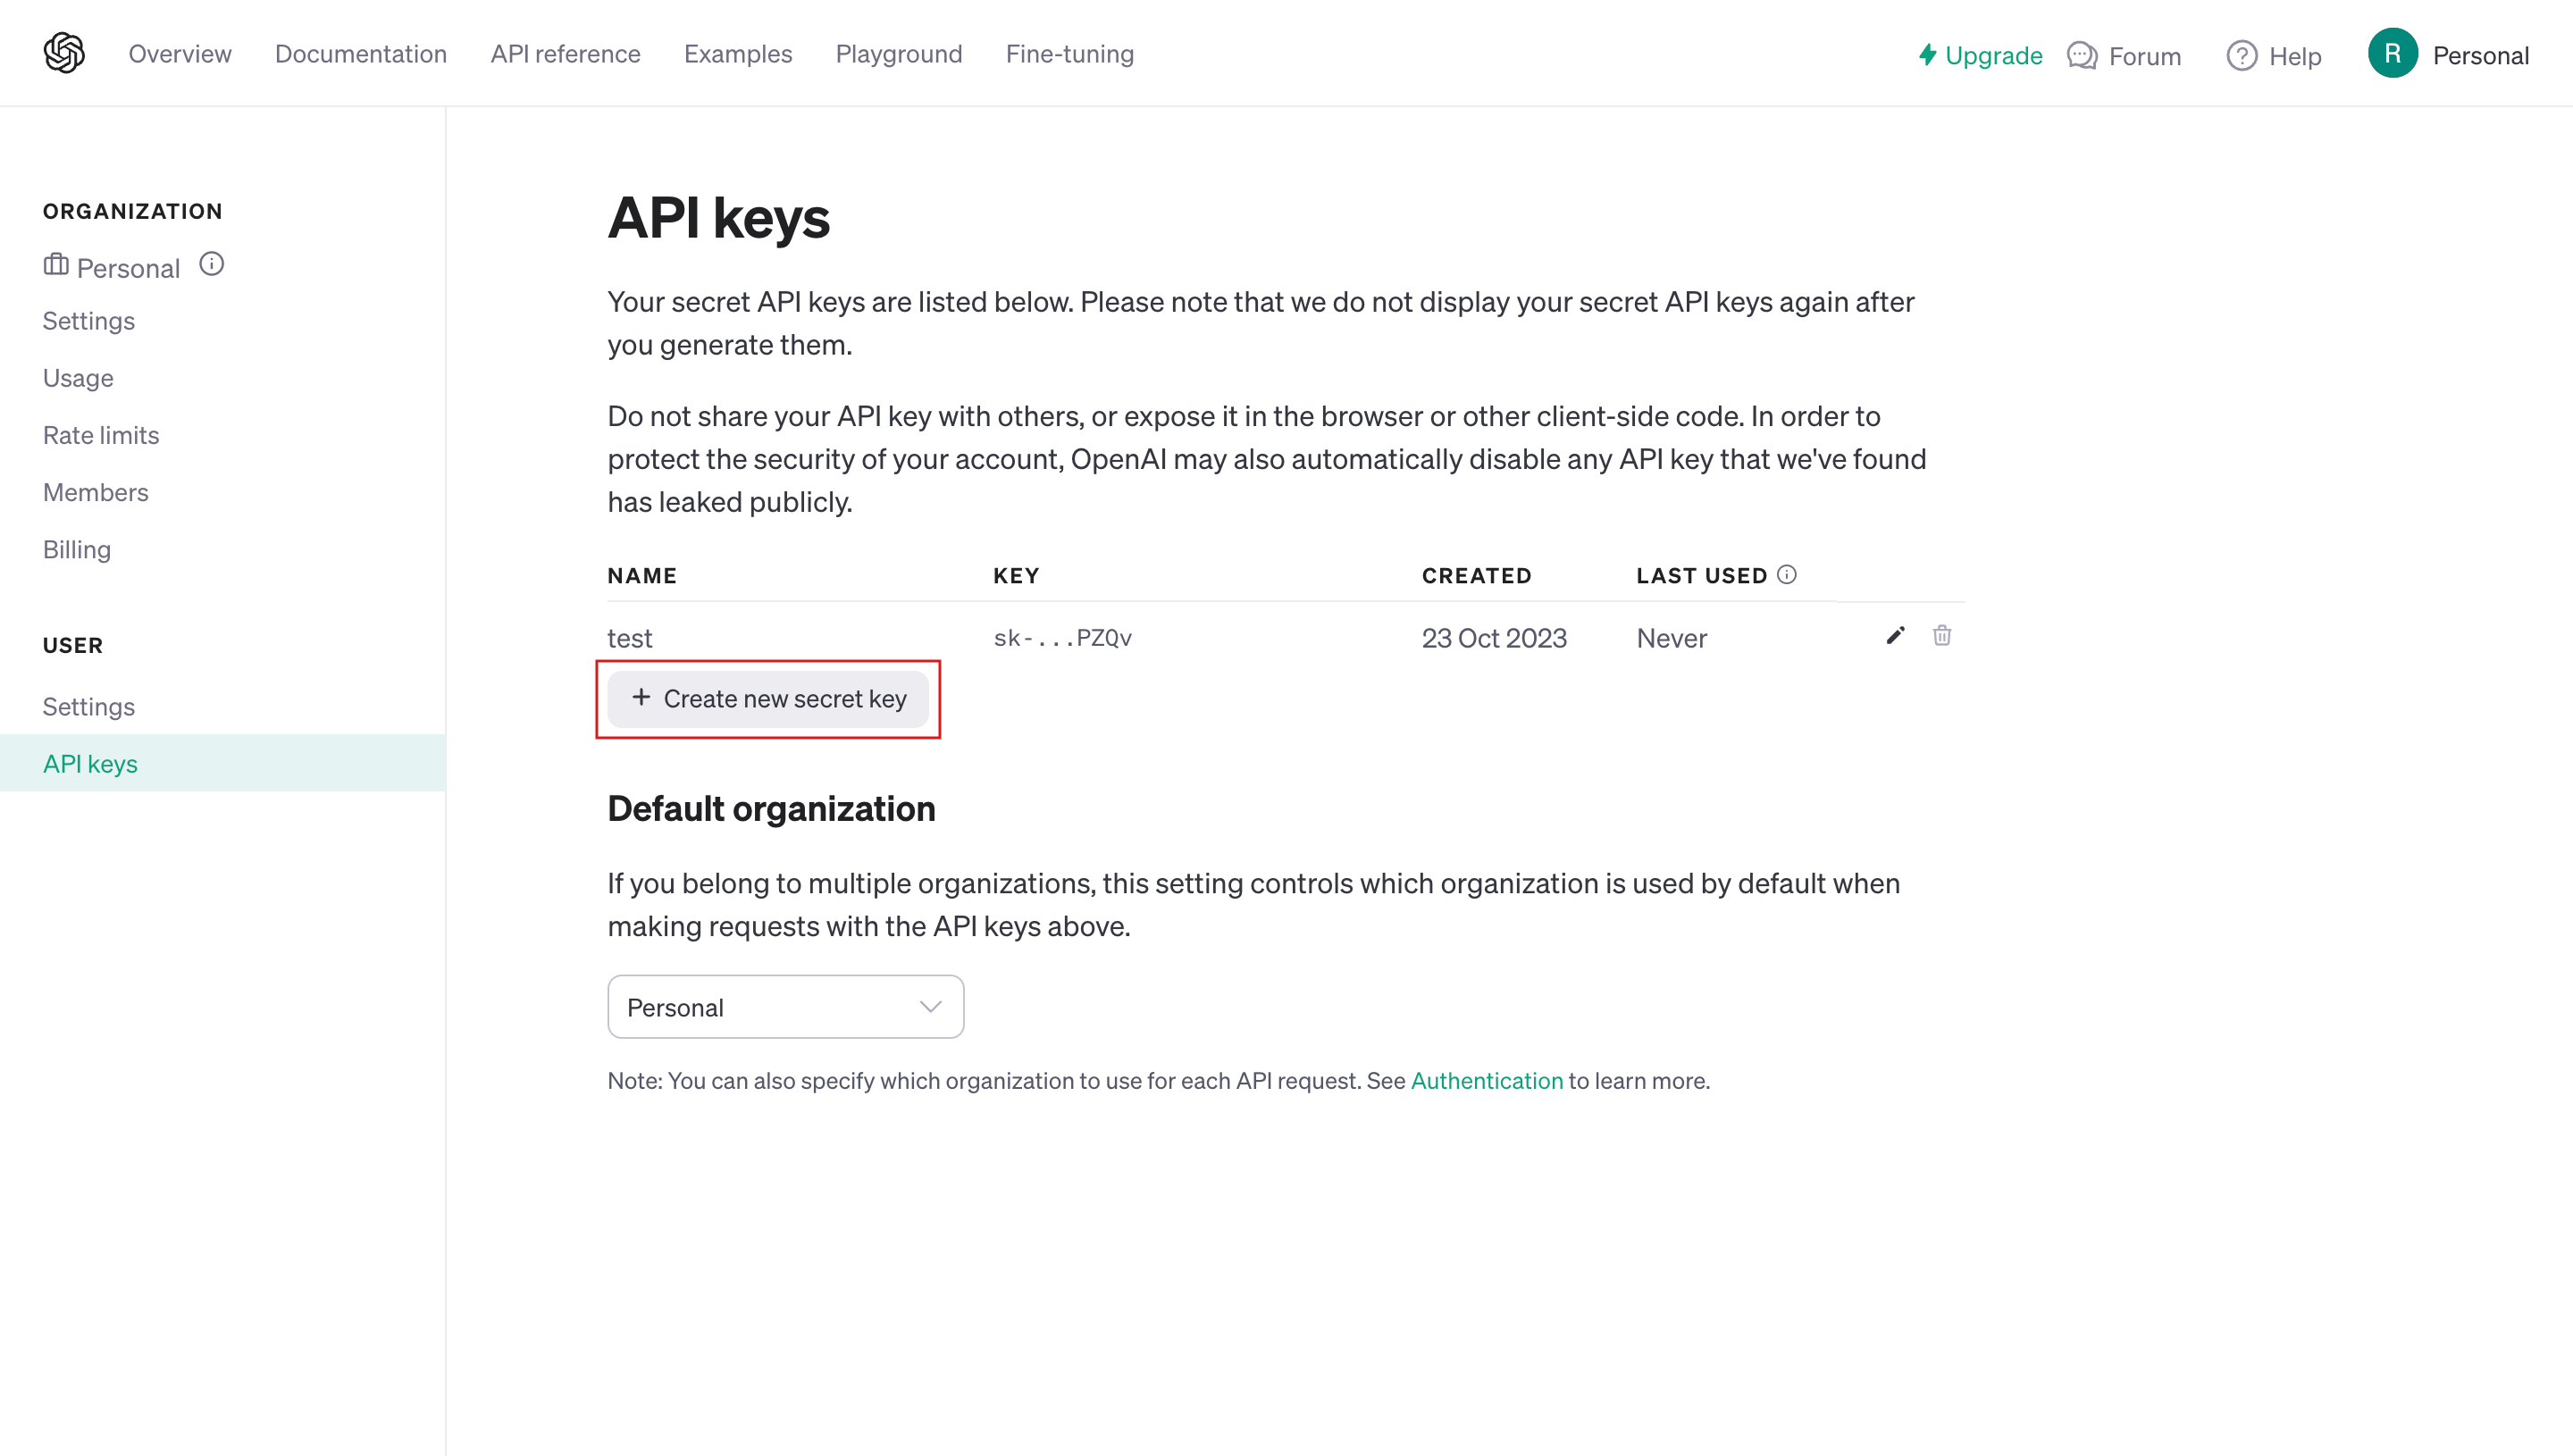 Overview Documentation API reference Examples Playground Fine-tuning Upgrade Forum Help R Personal
ORGANIZATION
Personal
Settings
Usage
Rate limits
Members
Billing
USER
Settings
API keys
API keys
Your secret API keys are listed below. Please note that we do not display your secret API keys again after
you generate them.
Do not share your API key with others, or expose it in the browser or other client-side code. In order to
protect the security of your account, OpenAI may also automatically disable any API key that we've found
has leaked publicly.
NAME KEY CREATED LAST USED
test sk-...PZQv 23 Oct 2023 Never
+ Create new secret key
Default organization
If you belong to multiple organizations, this setting controls which organization is used by default when
making requests with the API keys above.
Personal
Note: You can also specify which organization to use for each API request. See Authentication to learn more.